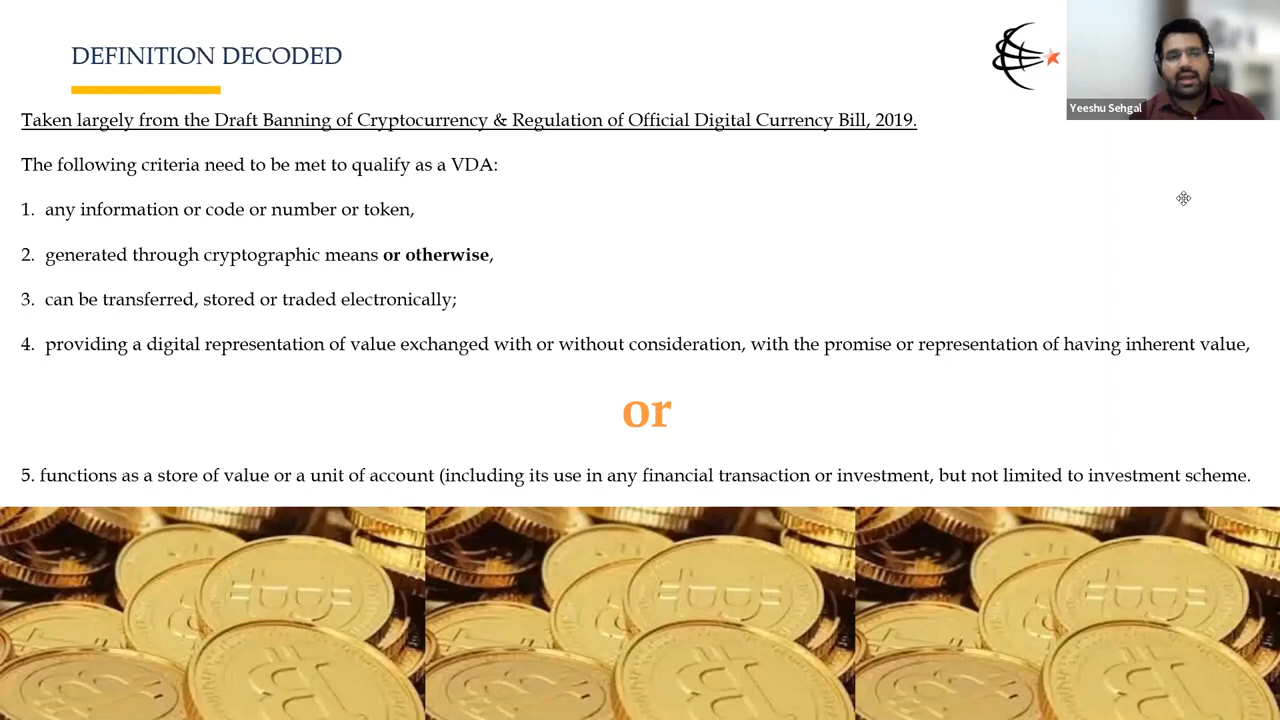 DEFINITION DECODED
Yeeshu Sehgal
Taken largely from the Draft Banning of Cryptocurrency & Regulation of Official Digital Currency Bill, 2019.
The following criteria need to be met to qualify as a VDA:
1. any information or code or number or token,
2. generated through cryptographic means or otherwise,
3. can be transferred, stored or traded electronically;
4. providing a digital representation of value exchanged with or without consideration, with the promise or representation of having inherent value,
or
5. functions as a store of value or a unit of account (including its use in any financial transaction or investment, but not limited to investment scheme.